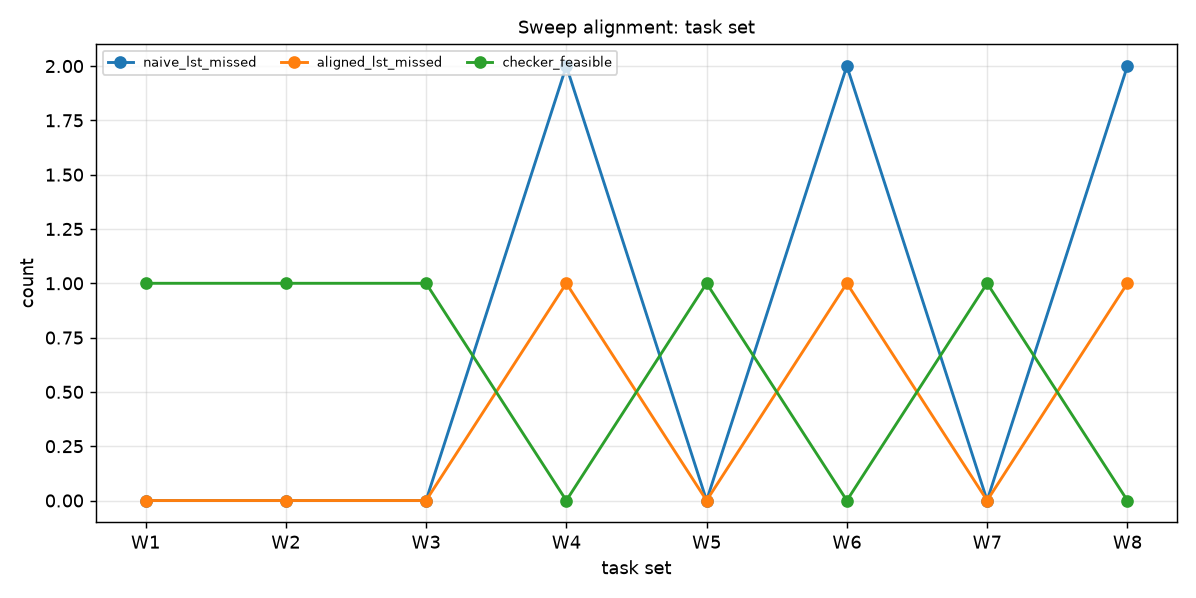 Sweep alignment: task set
naive_lst_missed aligned_lst_missed checker_feasible
2.00
1.75
1.50
1.25
1.00
0.75
0.50
0.25
0.00
count
W1 W2 W3 W4 W5 W6 W7 W8
task set